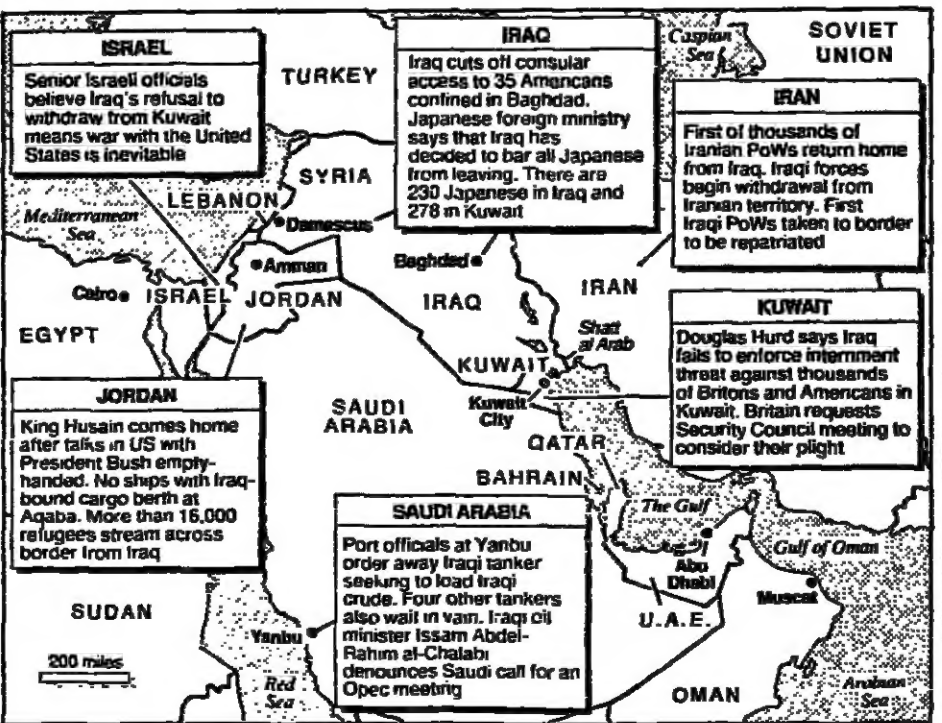 ISRAEL
Senior Israeli officials
believe Iraq's refusal to
withdraw from Kuwait
means war with the United
States is inevitable
IRAQ
Iraq cuts off consular
access to 35 Americans
confined in Baghdad.
Japanese foreign ministry
says that Iraq has
decided to bar all Japanese
from leaving. There are
230 Japanese in Iraq and
278 in Kuwait
IRAN
First of thousands of
Iranian PoWs return home
from Iraq. Iraqi forces
begin withdrawal from
Iranian territory. First
Iraqi PoWs taken to border
to be repatriated
KUWAIT
Douglas Hurd says Iraq
fails to enforce internment
threat against thousands
of Britons and Americans in
Kuwait. Britain requests
Security Council meeting to
consider their plight
JORDAN
King Husain comes home
after talks in US with
President Bush empty-
handed. No ships with Iraq-
bound cargo berth at
Aqaba. More than 16,000
refugees stream across
border from Iraq
SAUDI ARABIA
Port officials at Yanbu
order away Iraqi tanker
seeking to load Iraqi
crude. Four other tankers
also wait in vain. Iraqi oil
minister Issam Abdel-
Rahim al-Chalabi
denounces Saudi call for an
Opec meeting
TURKEY
Caspian
Sea
SOVIET
UNION
SYRIA
LEBANON
Mediterranean
Sea
Damascus
Amman
Baghdad
Cairo
ISRAEL
JORDAN
IRAQ
IRAN
EGYPT
Shatt
al Arab
KUWAIT
Kuwait
City
SAUDI
ARABIA
QATAR
BAHRAIN
The Gulf
Gulf of Oman
Abu
Dhabi
Muscat
U.A.E.
SUDAN
Yanbu
200 miles
Red
Sea
OMAN
Arabian
Sea